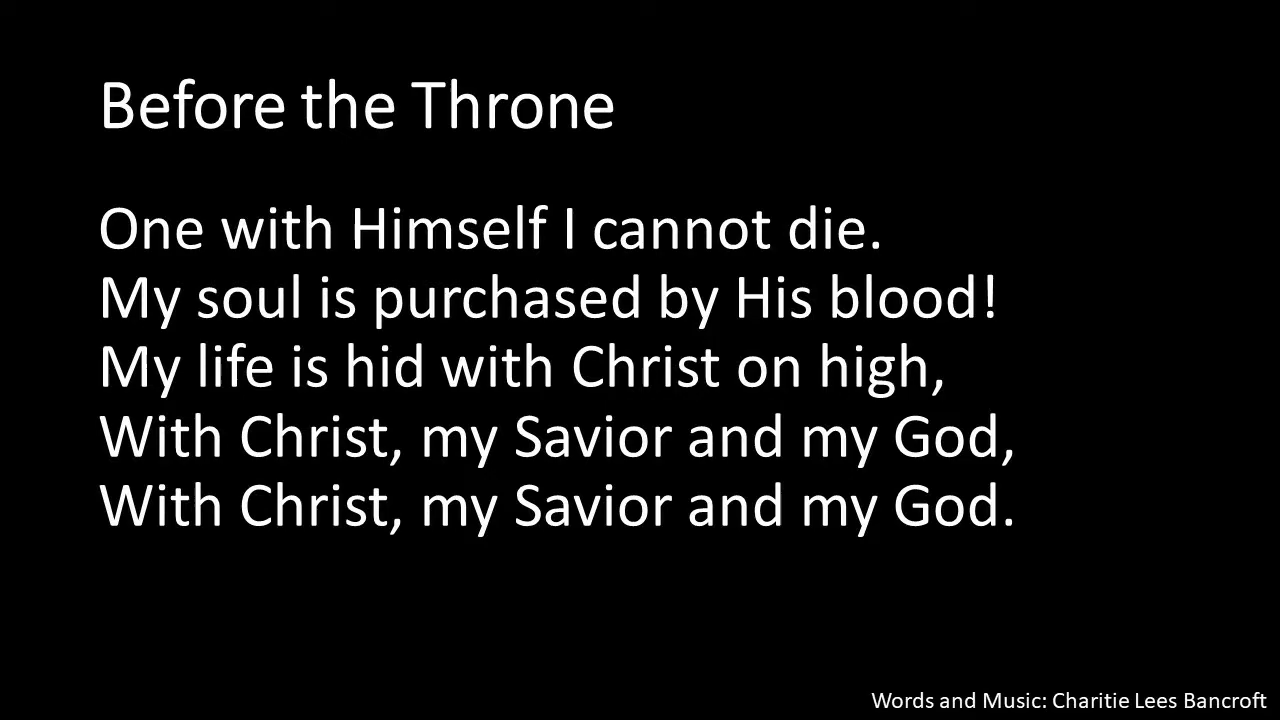 Before the Throne
One with Himself I cannot die.
My soul is purchased by His blood!
My life is hid with Christ on high,
With Christ, my Savior and my God,
With Christ, my Savior and my God.
Words and Music: Charitie Lees Bancroft